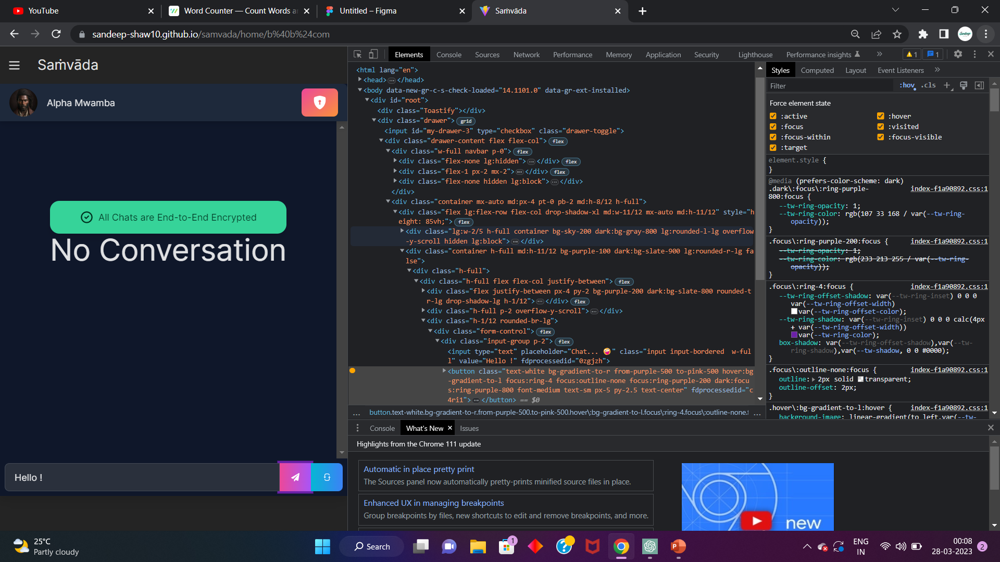 YouTube
Word Counter — Count Words a
Untitled – Figma
Saṁvāda
sandeep-shaw10.github.io/samvada/home/b%40b%24com
Saṁvāda
Alpha Mwamba
All Chats are End-to-End Encrypted
No Conversation
Hello !
Elements Console Sources Network Performance Memory Application Security Lighthouse Performance insights » 1 1
<html lang="en">
<head>…</head>
<body data-new-gr-c-s-check-loaded="14.1101.0" data-gr-ext-installed>
<div id="root">
<div class="Toastify"></div>
<div class="drawer"> grid
<input id="my-drawer-3" type="checkbox" class="drawer-toggle">
<div class="drawer-content flex flex-col"> flex
<div class="w-full navbar p-0"> flex
<div class="flex-none lg:hidden">…</div> flex
<div class="flex-1 px-2 mx-2">…</div> flex
<div class="flex-none hidden lg:block">…</div>
</div>
<div class="container mx-auto md:px-4 pt-0 pb-2 md:h-8/12 h-full">
<div class="flex lg:flex-row flex-col drop-shadow-xl md:w-11/12 mx-auto md:h-11/12" style="h
eight: 85vh;"> flex
<div class="lg:w-2/5 h-full container bg-sky-200 dark:bg-gray-800 lg:rounded-l-lg overflow
-y-scroll hidden lg:block">…</div>
<div class="container h-full md:h-11/12 bg-purple-100 dark:bg-slate-900 lg:rounded-r-lg fa
lse">
<div class="h-full">
<div class="h-full flex flex-col justify-between"> flex
<div class="flex justify-between px-4 py-2 bg-purple-200 dark:bg-slate-800 rounded-t
r-lg drop-shadow-lg h-1/12">…</div> flex
<div class="h-full p-2 overflow-y-scroll">…</div>
<div class="h-1/12 rounded-br-lg">
<div class="form-control"> flex
<div class="input-group p-2"> flex
<input type="text" placeholder="Chat... 🤪" class="input input-bordered  w-ful
l" value="Hello !" fdprocessedid="0zgjzh">
<button class="text-white bg-gradient-to-r from-purple-500 to-pink-500 hover:bg
-gradient-to-l focus:ring-4 focus:outline-none focus:ring-purple-200 dark:focu
s:ring-purple-800 font-medium text-sm px-5 py-2.5 text-center" fdprocessedid="c
4ri1">…</button> == $0
... button.text-white.bg-gradient-to-r.from-purple-500.to-pink-500.hover\:bg-gradient-to-l.focus\:ring-4.focus\:outline-none. ...
Styles Computed Layout Event Listeners »
Filter :hov .cls +
Force element state
:active :hover
:focus :visited
:focus-within :focus-visible
:target
element.style {
}
@media (prefers-color-scheme: dark)
.dark\:focus\:ring-purple- index-f1a90892.css:1
800:focus {
--tw-ring-opacity: 1;
--tw-ring-color: rgb(107 33 168 / var(--tw-ring-
opacity));
}
.focus\:ring-purple-200:focus { index-f1a90892.css:1
--tw-ring-opacity: 1;
--tw-ring-color: rgb(233 213 255 / var(--tw-ring-
opacity));
}
.focus\:ring-4:focus { index-f1a90892.css:1
--tw-ring-offset-shadow: var(--tw-ring-inset) 0 0 0
var(--tw-ring-offset-width)
var(--tw-ring-offset-color);
--tw-ring-shadow: var(--tw-ring-inset) 0 0 0 calc(4px
+ var(--tw-ring-offset-width))
var(--tw-ring-color);
box-shadow: var(--tw-ring-offset-shadow),var(--tw-
ring-shadow),var(--tw-shadow, 0 0 #0000);
}
.focus\:outline-none:focus { index-f1a90892.css:1
outline: 2px solid transparent;
outline-offset: 2px;
}
.hover\:bg-gradient-to-l:hover { index-f1a90892.css:1
background-image: linear-gradient(to left,var(--tw-
Console What's New Issues
Highlights from the Chrome 111 update
Automatic in place pretty print
The Sources panel now automatically pretty-prints minified source files in place.
Enhanced UX in managing breakpoints
Group breakpoints by files, new shortcuts to edit and remove breakpoints, and more.
new
25°C
Partly cloudy
Search
1
ENG
IN
00:08
28-03-2023
2